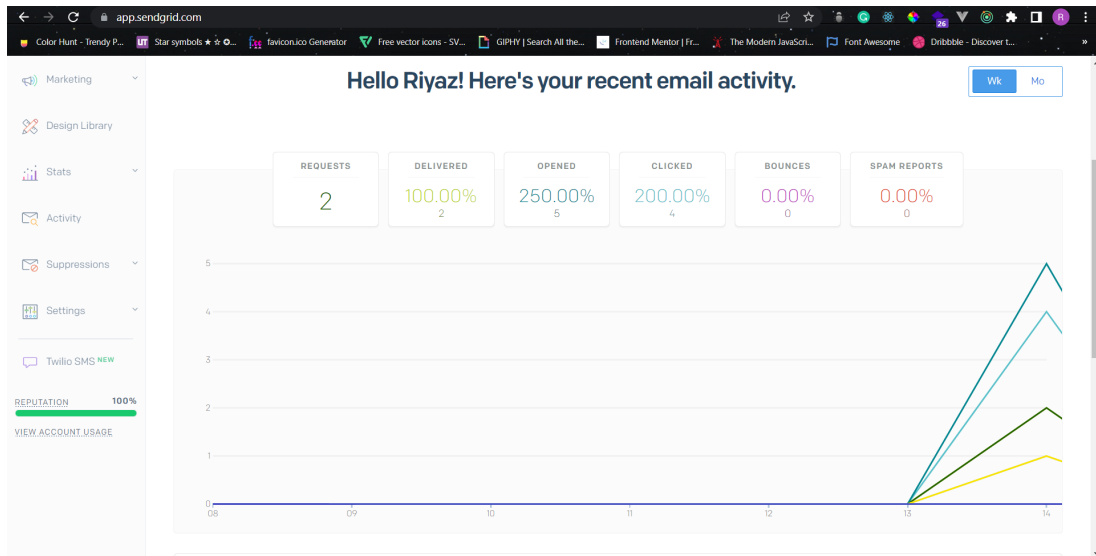 app.sendgrid.com
26
R
Color Hunt - Trendy P...
UT
Star symbols ★ ☆ ✪...
Favicon.ico Generator
Free vector icons - SV...
GIPHY | Search All the...
Frontend Mentor | Fr...
The Modern JavaScri...
Font Awesome
Dribbble - Discover t...
»
Marketing
Design Library
Stats
Activity
Suppressions
Settings
Twilio SMS NEW
REPUTATION 100%
VIEW ACCOUNT USAGE
Hello Riyaz! Here's your recent email activity.
Wk
Mo
REQUESTS
2
DELIVERED
100.00%
2
OPENED
250.00%
5
CLICKED
200.00%
4
BOUNCES
0.00%
0
SPAM REPORTS
0.00%
0
5
4
3
2
1
0
08 09 10 11 12 13 14